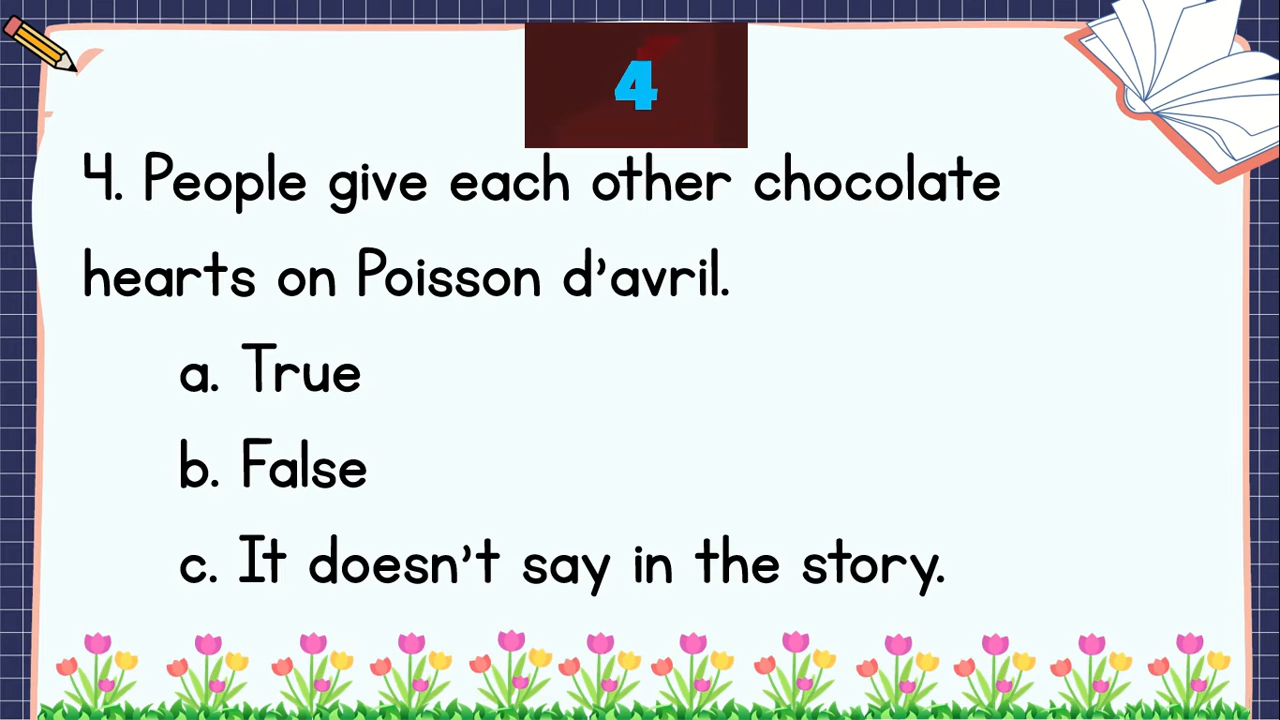 4
4. People give each other chocolate
hearts on Poisson d'avril.
a. True
b. False
c. It doesn't say in the story.